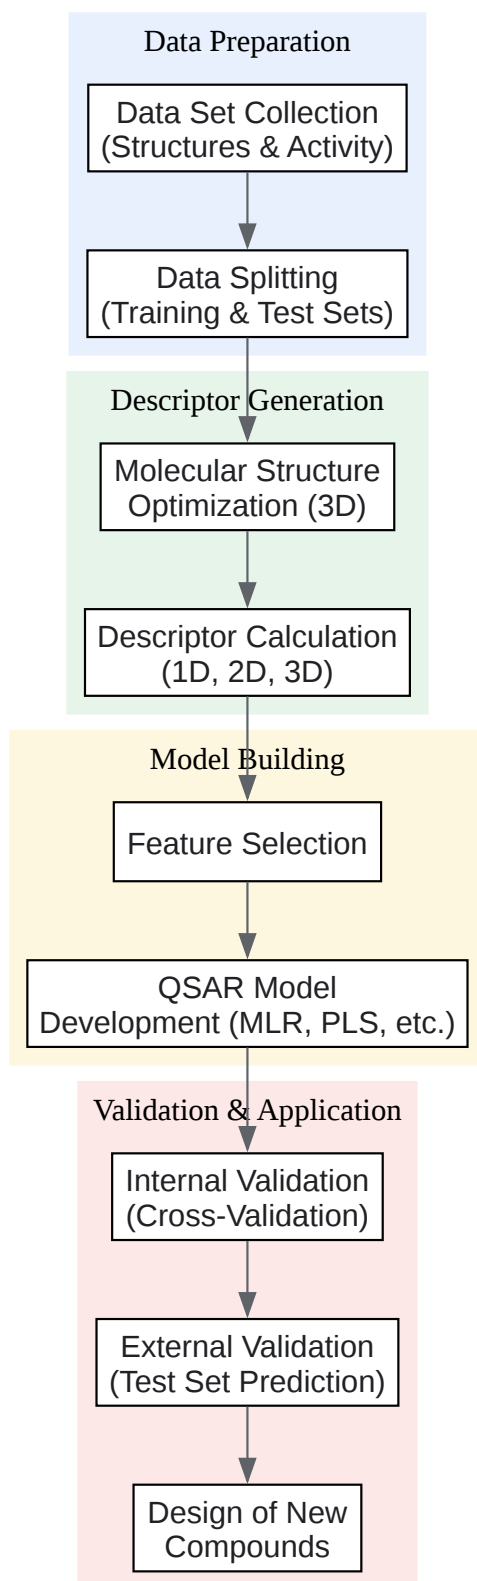 Data Preparation
Data Set Collection
(Structures & Activity)
Data Splitting
(Training & Test Sets)
Descriptor Generation
Molecular Structure
Optimization (3D)
Descriptor Calculation
(1D, 2D, 3D)
Model Building
Feature Selection
QSAR Model
Development (MLR, PLS, etc.)
Validation & Application
Internal Validation
(Cross-Validation)
External Validation
(Test Set Prediction)
Design of New
Compounds